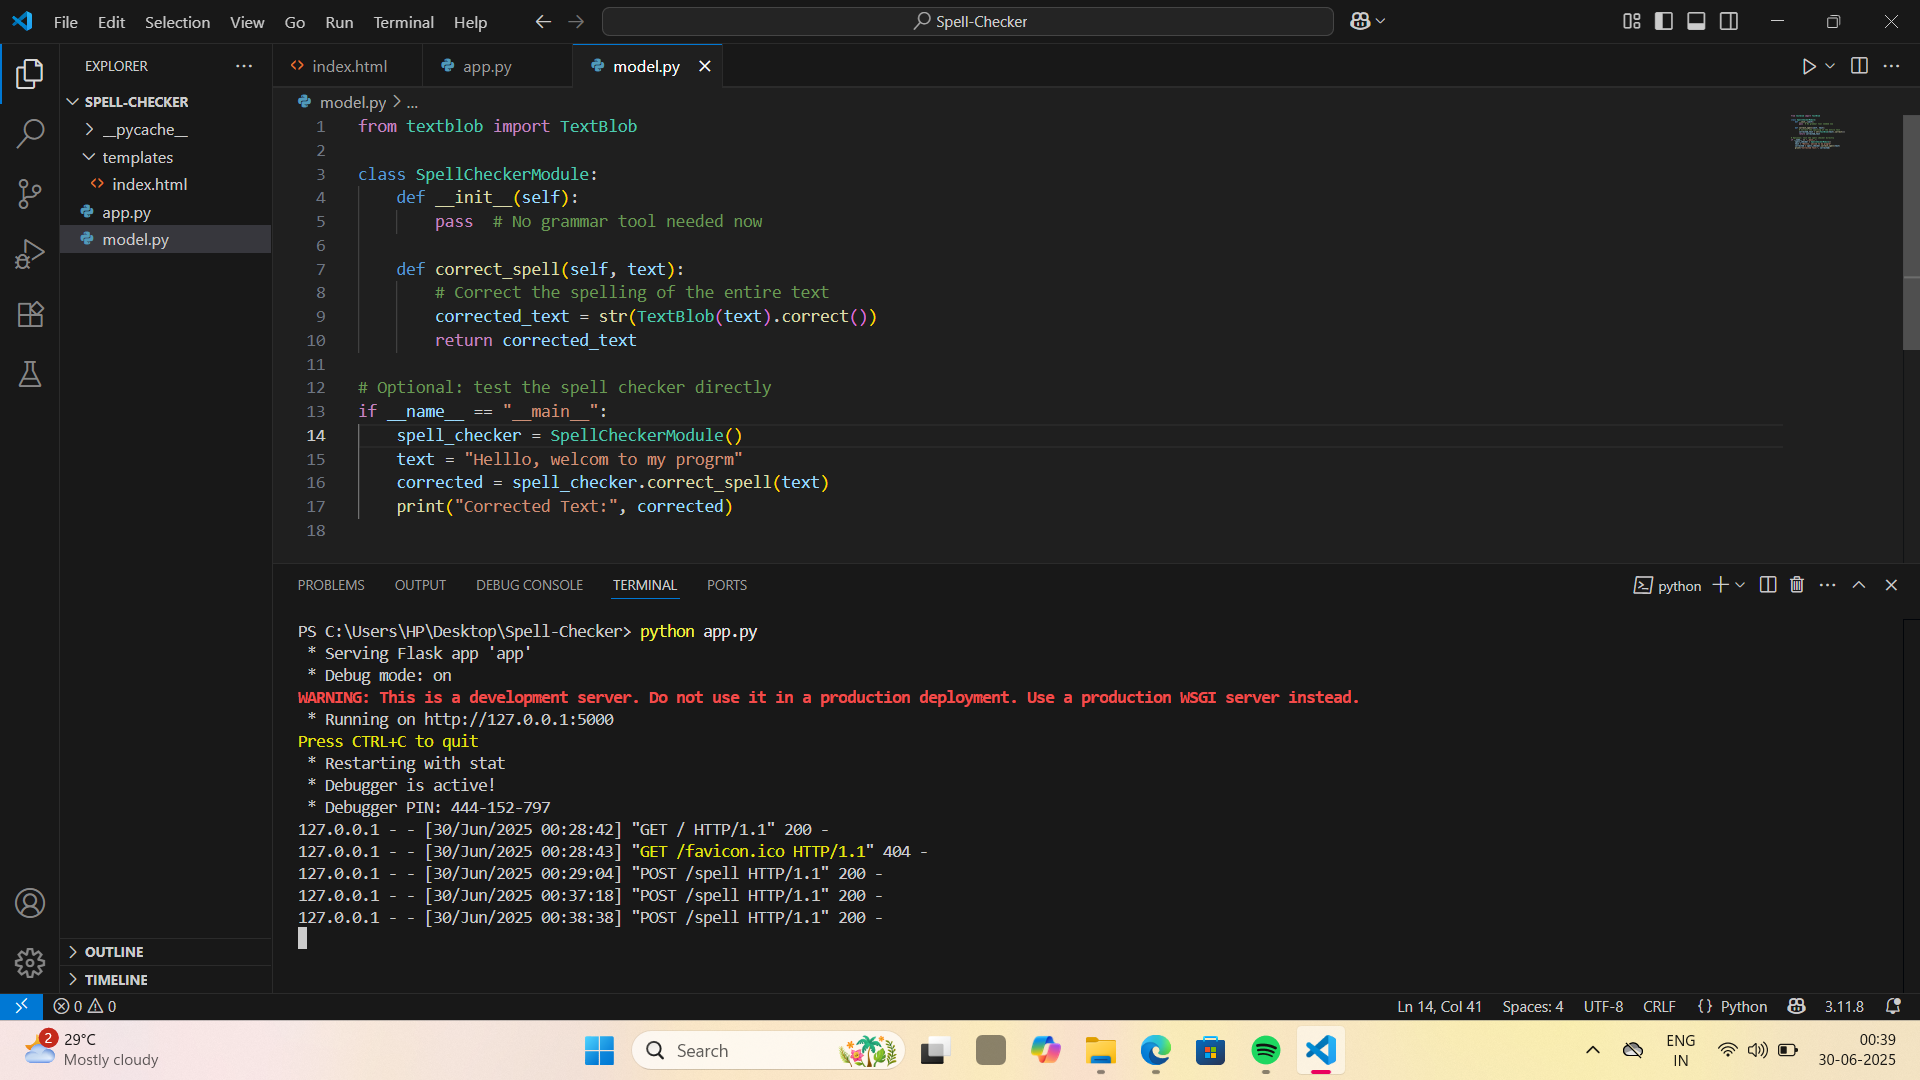 File Edit Selection View Go Run Terminal Help
Spell-Checker
EXPLORER
SPELL-CHECKER
__pycache__
templates
index.html
app.py
model.py
OUTLINE
TIMELINE
index.html app.py model.py
model.py > ...
1 from textblob import TextBlob
2
3 class SpellCheckerModule:
4 def __init__(self):
5 pass # No grammar tool needed now
6
7 def correct_spell(self, text):
8 # Correct the spelling of the entire text
9 corrected_text = str(TextBlob(text).correct())
10 return corrected_text
11
12 # Optional: test the spell checker directly
13 if __name__ == "__main__":
14 spell_checker = SpellCheckerModule()
15 text = "Helllo, welcom to my progrm"
16 corrected = spell_checker.correct_spell(text)
17 print("Corrected Text:", corrected)
18
PROBLEMS OUTPUT DEBUG CONSOLE TERMINAL PORTS
python
PS C:\Users\HP\Desktop\Spell-Checker> python app.py
* Serving Flask app 'app'
* Debug mode: on
WARNING: This is a development server. Do not use it in a production deployment. Use a production WSGI server instead.
* Running on http://127.0.0.1:5000
Press CTRL+C to quit
* Restarting with stat
* Debugger is active!
* Debugger PIN: 444-152-797
127.0.0.1 - - [30/Jun/2025 00:28:42] "GET / HTTP/1.1" 200 -
127.0.0.1 - - [30/Jun/2025 00:28:43] "GET /favicon.ico HTTP/1.1" 404 -
127.0.0.1 - - [30/Jun/2025 00:29:04] "POST /spell HTTP/1.1" 200 -
127.0.0.1 - - [30/Jun/2025 00:37:18] "POST /spell HTTP/1.1" 200 -
127.0.0.1 - - [30/Jun/2025 00:38:38] "POST /spell HTTP/1.1" 200 -
0 0
Ln 14, Col 41 Spaces: 4 UTF-8 CRLF {} Python 3.11.8
2
29°C
Mostly cloudy
Search
ENG
IN
00:39
30-06-2025